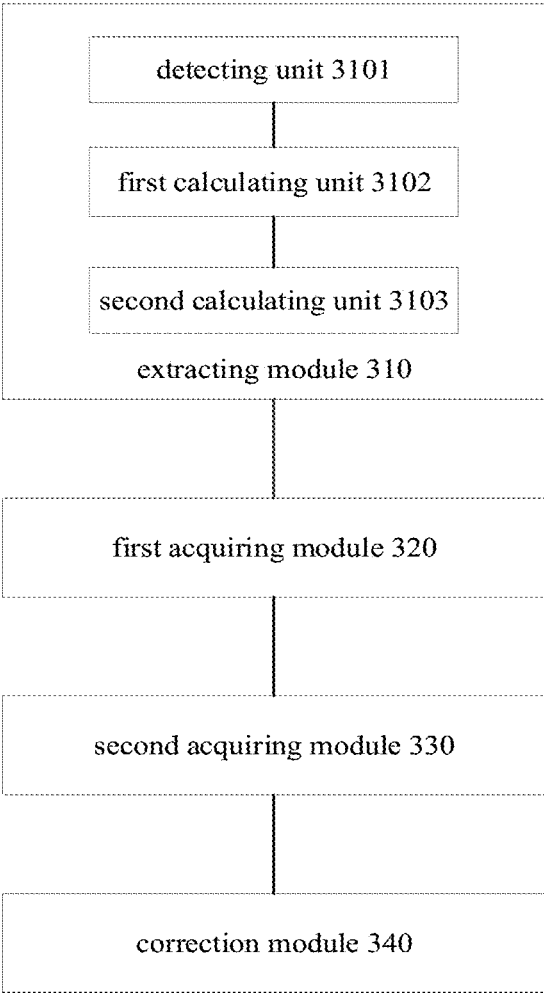 detecting unit 3101
first calculating unit 3102
second calculating unit 3103
extracting module 310
first acquiring module 320
second acquiring module 330
correction module 340